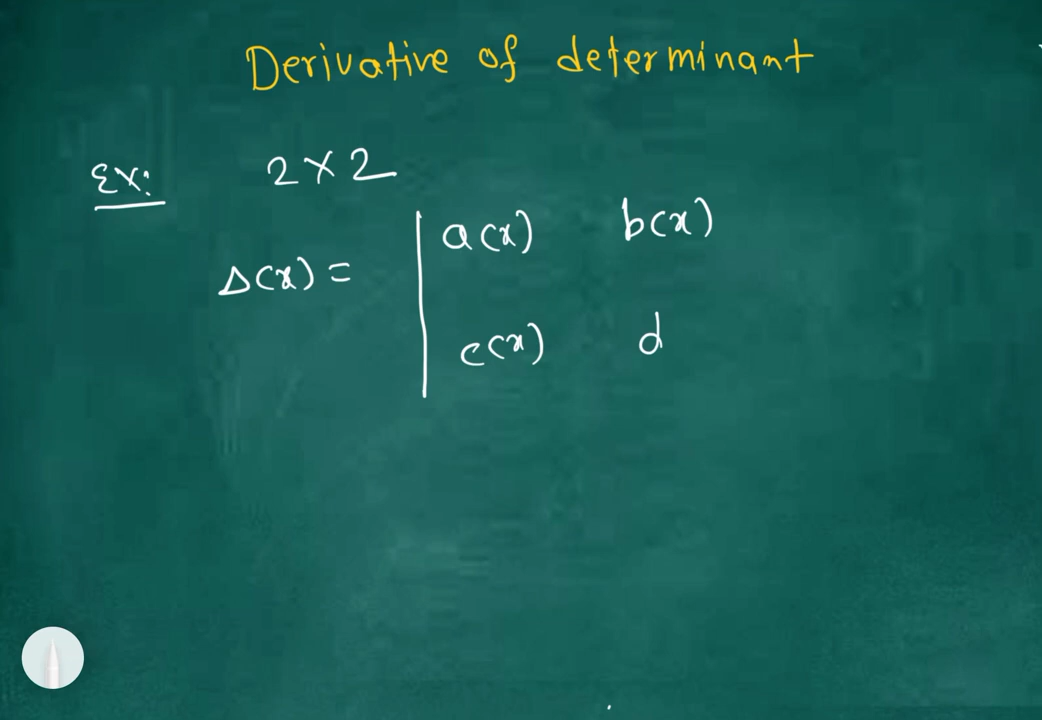 Derivative of determinant
Ex: 2×2
Δ(x) = | a(x) b(x)
c(x) d